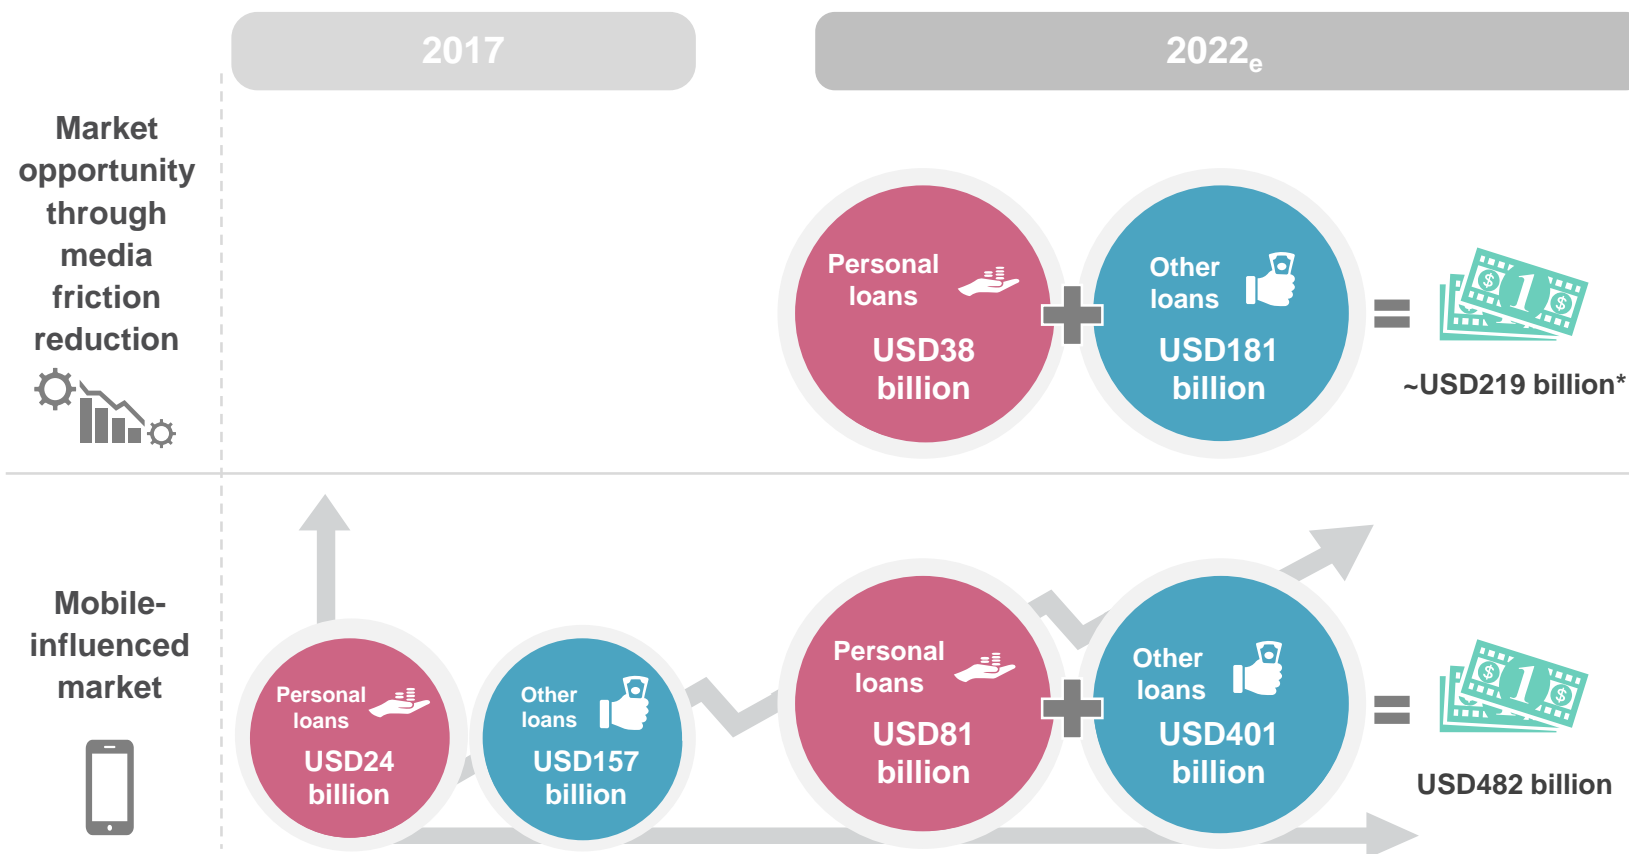 2017
2022e
Market
opportunity
through
media
friction
reduction
Personal
loans
USD38
billion
Other
loans
USD181
billion
1
$
$
~USD219 billion*
Mobile-
influenced
market
Personal
loans
USD24
billion
Other
loans
USD157
billion
Personal
loans
USD81
billion
Other
loans
USD401
billion
1
$
$
USD482 billion